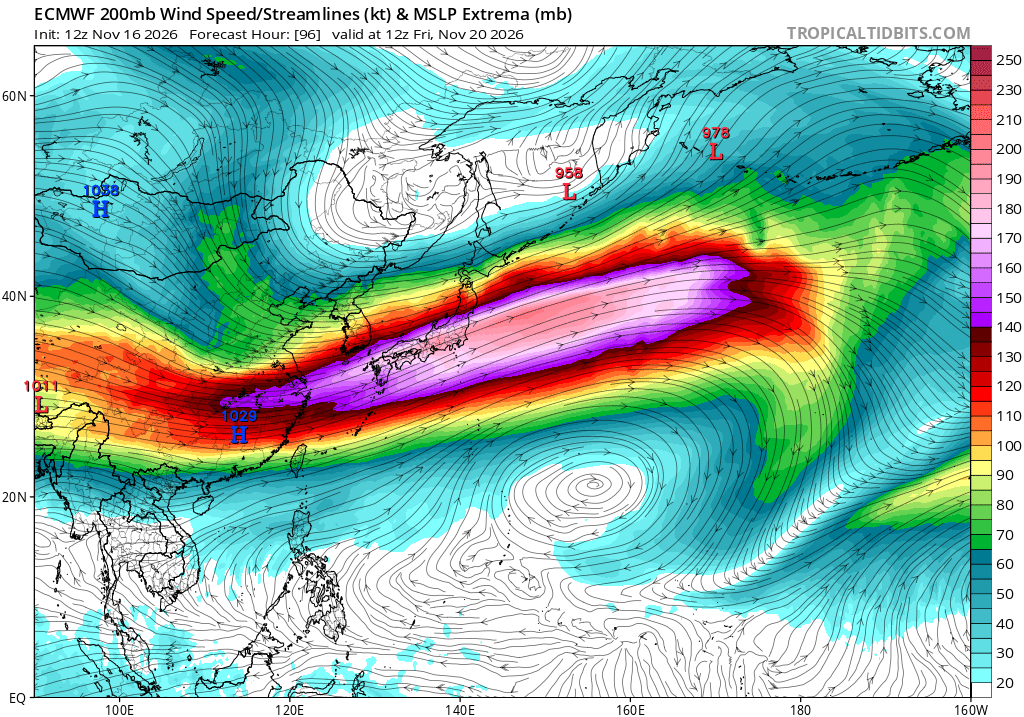 ECMWF 200mb Wind Speed/Streamlines (kt) & MSLP Extrema (mb)
Init: 12z Nov 16 2026 Forecast Hour: [96] valid at 12z Fri, Nov 20 2026
TROPICALTIDBITS.COM
60N
40N
20N
EQ
100E
120E
140E
160E
180
160W
978
L
958
L
1038
H
1011
L
1029
H
250
230
210
200
190
180
170
160
150
140
130
120
110
100
90
80
70
60
50
40
30
20